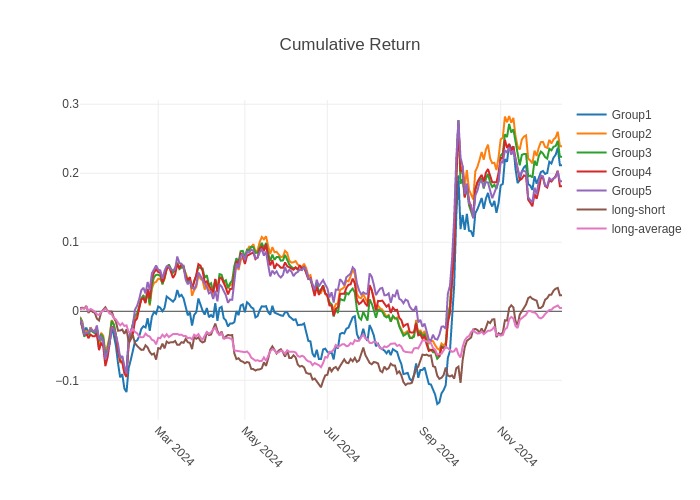 Cumulative Return
0.3
0.2
0.1
0
−0.1
Mar 2024
May 2024
Jul 2024
Sep 2024
Nov 2024
Group1
Group2
Group3
Group4
Group5
long-short
long-average